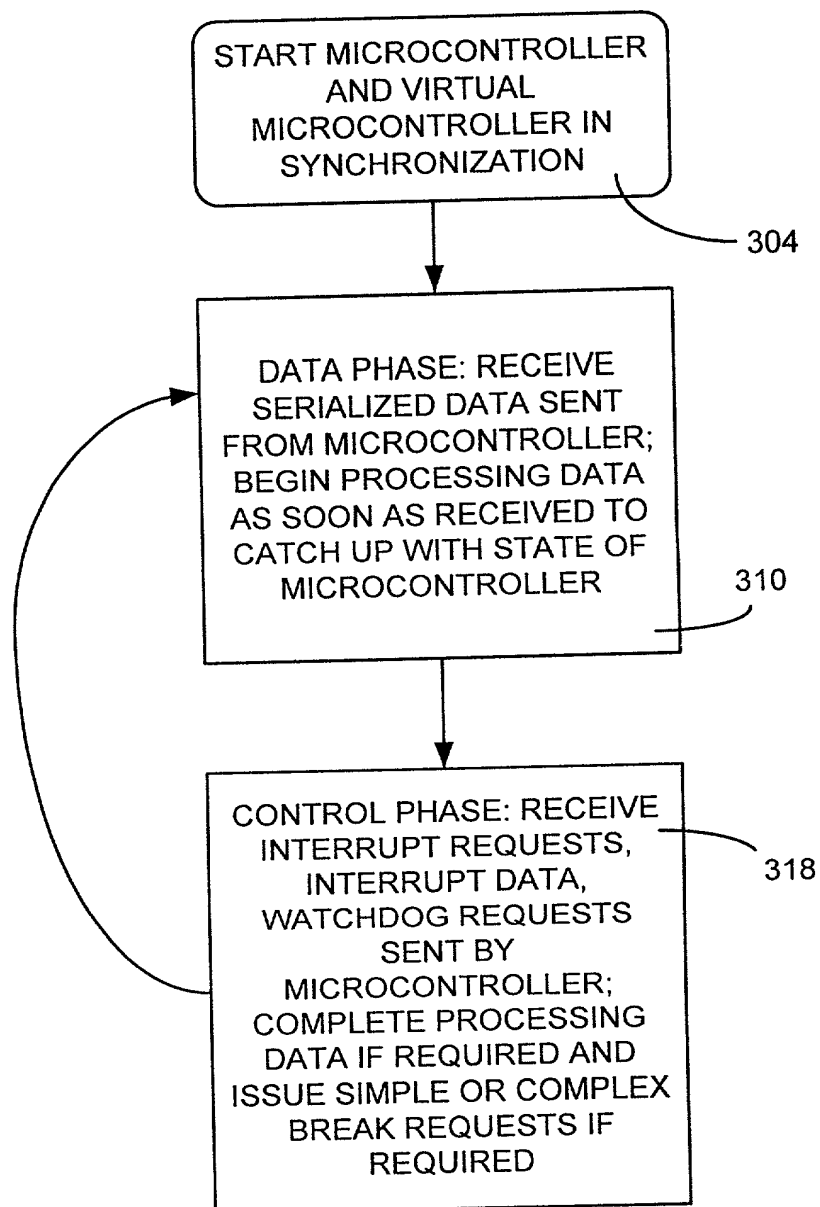 START MICROCONTROLLER
AND VIRTUAL
MICROCONTROLLER IN
SYNCHRONIZATION
304
DATA PHASE: RECEIVE
SERIALIZED DATA SENT
FROM MICROCONTROLLER;
BEGIN PROCESSING DATA
AS SOON AS RECEIVED TO
CATCH UP WITH STATE OF
MICROCONTROLLER
310
CONTROL PHASE: RECEIVE
INTERRUPT REQUESTS,
INTERRUPT DATA,
WATCHDOG REQUESTS
SENT BY
MICROCONTROLLER;
COMPLETE PROCESSING
DATA IF REQUIRED AND
ISSUE SIMPLE OR COMPLEX
BREAK REQUESTS IF
REQUIRED
318